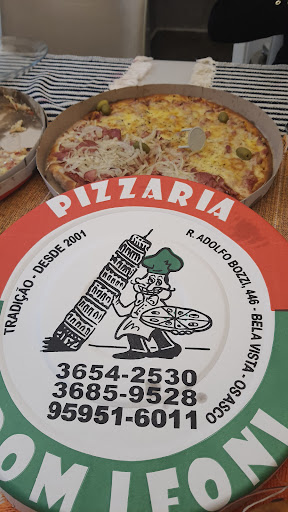 PIZZARIA
TRADIÇÃO - DESDE 2001
R. ADOLFO BOZZI, 446 - BELA VISTA - OSASCO
3654-2530
3685-9528
95951-6011
DOM LEONI